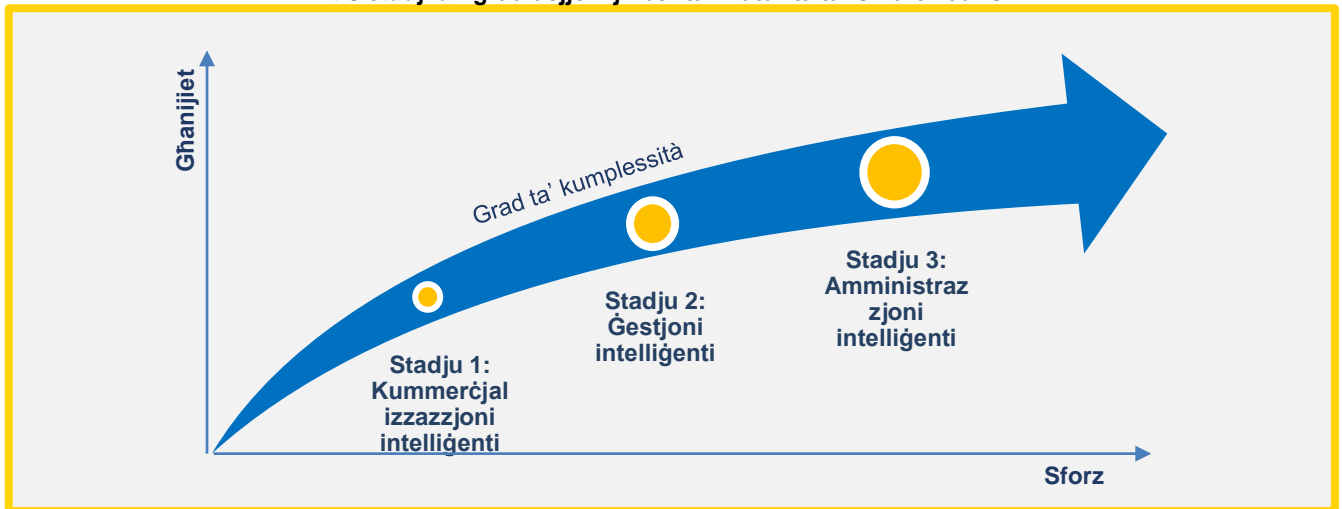 Għanijiet
Grad ta’ kumplessità
Stadju 1:
Kummerċjal
izzazzjoni
intelliġenti
Stadju 2:
Ġestjoni
intelliġenti
Stadju 3:
Amministraz
zjoni
intelliġenti
Sforz